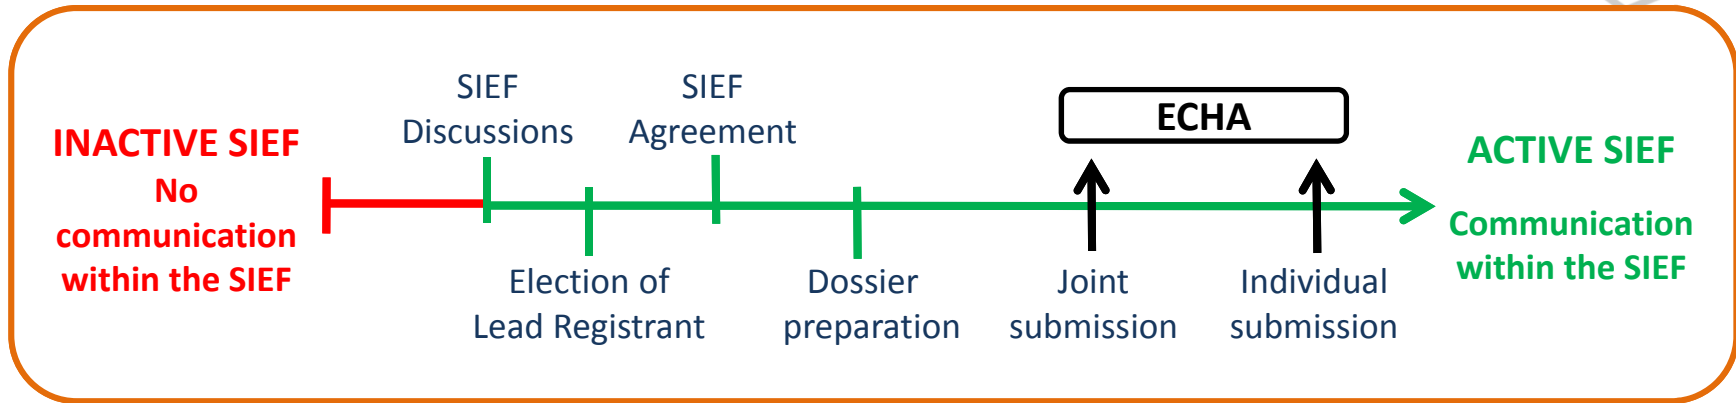 INACTIVE SIEF
No
communication
within the SIEF
SIEF
Discussions
SIEF
Agreement
Election of
Lead Registrant
Dossier
preparation
ECHA
Joint
submission
Individual
submission
ACTIVE SIEF
Communication
within the SIEF